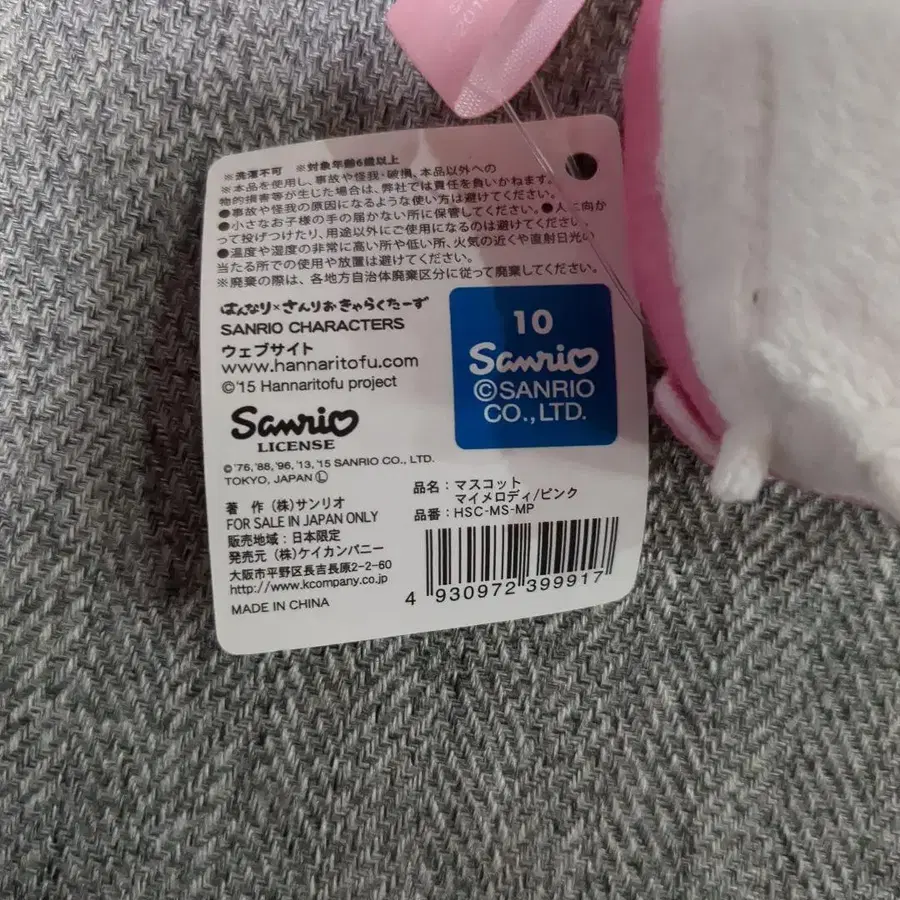 201
※洗濯不可　※対象年齢6歳以上
※本品を使用し、事故や怪我・破損、本品以外への
物的損害等が生じた場合は、弊社では責任を負いかねます。
●事故や怪我の原因になるような使い方は避けてください。
●小さなお子様の手の届かない所に保管してください。●人に向か
って投げつけたり、用途以外にご使用になるのは避けてください。
●温度や湿度の非常に高い所や低い所、火気の近くや直射日光の
当たる所での使用や放置は避けてください。
※廃棄の際は、各地方自治体廃棄区分に従って廃棄してください。
はんなり×さんりおきゃらくたーず
SANRIO CHARACTERS
ウェブサイト
www.hannaritofu.com
©'15 Hannaritofu project
10
Sanrio
©SANRIO
CO.,LTD.
Sanrio
LICENSE
©'76,'88,'96,'13,'15 SANRIO CO., LTD.
TOKYO, JAPAN Ⓛ
著　作 （株）サンリオ
FOR SALE IN JAPAN ONLY
販売地域：日本限定
発売元 （株）ケイカンパニー
大阪市平野区長吉長原2-2-60
http://www.kcompany.co.jp
MADE IN CHINA
品名：マスコット
マイメロディ/ピンク
品番：HSC-MS-MP
4 930972 399917